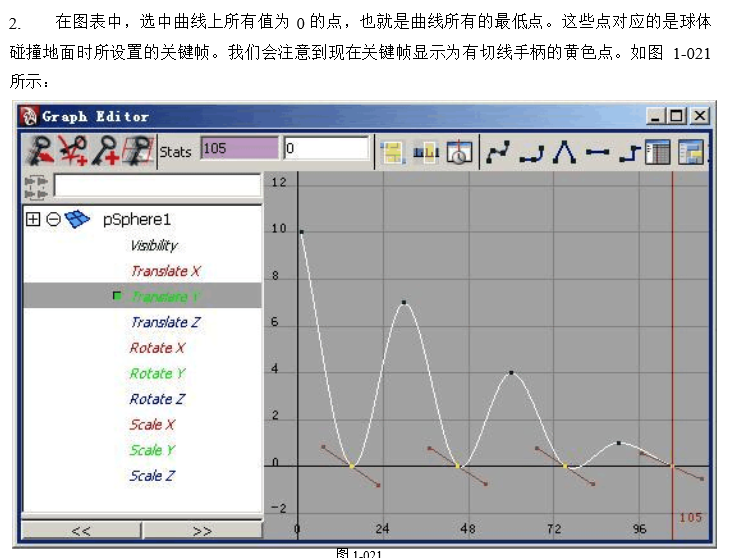 2. 在图表中，选中曲线上所有值为 0 的点，也就是曲线所有的最低点。这些点对应的是球体
碰撞地面时所设置的关键帧。我们会注意到现在关键帧显示为有切线手柄的黄色点。如图 1-021
所示：
Graph Editor
Stats 105 0
pSphere1
Visibility
Translate X
Translate Y
Translate Z
Rotate X
Rotate Y
Rotate Z
Scale X
Scale Y
Scale Z
<< >>
12
10
8
6
4
2
0
-2
105
0 24 48 72 96
图 1-021